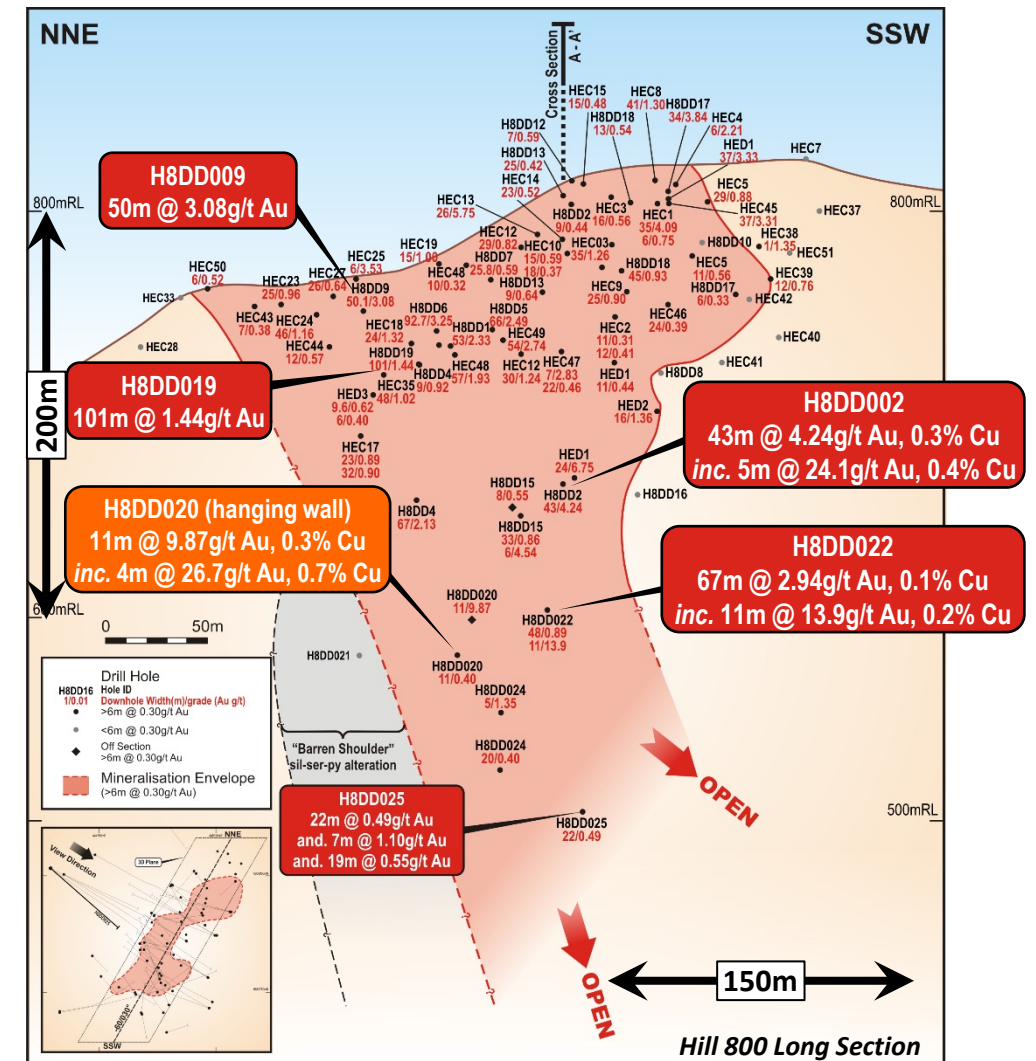 NNE
SSW
Cross Section
A - A'
HEC15
15/0.48
HEC8
41/1.30
H8DD17
34/3.84
HEC4
6/2.21
H8DD18
13/0.54
HED1
37/3.33
HEC7
H8DD12
7/0.59
H8DD13
25/0.42
HEC14
23/0.52
H8DD009
50m @ 3.08g/t Au
800mRL
800mRL
HEC13
26/5.75
H8DD2
9/0.44
HEC3
16/0.56
HEC1
35/4.09
6/0.75
HEC5
29/0.88
HEC45
37/3.31
HEC37
HEC38
1/1.35
HEC51
HEC12
29/0.82
HEC10
15/0.59
18/0.37
HEC03
35/1.26
H8DD10
HEC19
15/1.08
HEC25
6/3.53
H8DD7
25.8/0.59
H8DD18
45/0.93
HEC5
11/0.56
HEC39
12/0.76
HEC50
6/0.52
HEC23
25/0.96
HEC27
26/0.64
HEC48
10/0.32
H8DD13
9/0.64
HEC9
25/0.90
H8DD17
6/0.33
HEC42
HEC33
H8DD9
50.1/3.08
H8DD6
92.7/3.25
H8DD5
66/2.49
HEC43
7/0.38
HEC24
46/1.16
HEC18
24/1.32
H8DD1
53/2.33
HEC49
54/2.74
HEC2
11/0.31
12/0.41
HEC46
24/0.39
HEC40
HEC28
HEC44
12/0.57
H8DD19
101/1.44
H8DD4
9/0.92
HEC48
57/1.93
HEC12
30/1.24
HEC47
7/2.83
22/0.46
HED1
11/0.44
HEC41
H8DD8
H8DD019
101m @ 1.44g/t Au
HEC35
48/1.02
HED3
9.6/0.62
6/0.40
HED2
16/1.36
200m
H8DD002
43m @ 4.24g/t Au, 0.3% Cu
inc. 5m @ 24.1g/t Au, 0.4% Cu
HEC17
23/0.89
32/0.90
HED1
24/6.75
H8DD2
43/4.24
H8DD15
8/0.55
H8DD16
H8DD4
67/2.13
H8DD15
33/0.86
6/4.54
H8DD020 (hanging wall)
11m @ 9.87g/t Au, 0.3% Cu
inc. 4m @ 26.7g/t Au, 0.7% Cu
H8DD022
67m @ 2.94g/t Au, 0.1% Cu
inc. 11m @ 13.9g/t Au, 0.2% Cu
H8DD020
11/9.87
H8DD022
48/0.89
11/13.9
0 50m
H8DD021
H8DD020
11/0.40
H8DD024
5/1.35
Drill Hole
H8DD16 Hole ID
1/0.01 Downhole Width(m)/grade (Au g/t)
>6m @ 0.30g/t Au
<6m @ 0.30g/t Au
Off Section
>6m @ 0.30g/t Au
Mineralisation Envelope
(>6m @ 0.30g/t Au)
"Barren Shoulder"
sil-ser-py alteration
H8DD024
20/0.40
OPEN
H8DD025
22m @ 0.49g/t Au
and. 7m @ 1.10g/t Au
and. 19m @ 0.55g/t Au
H8DD025
22/0.49
500mRL
NNE
View Direction
SSW
-60/030°
OPEN
150m
Hill 800 Long Section